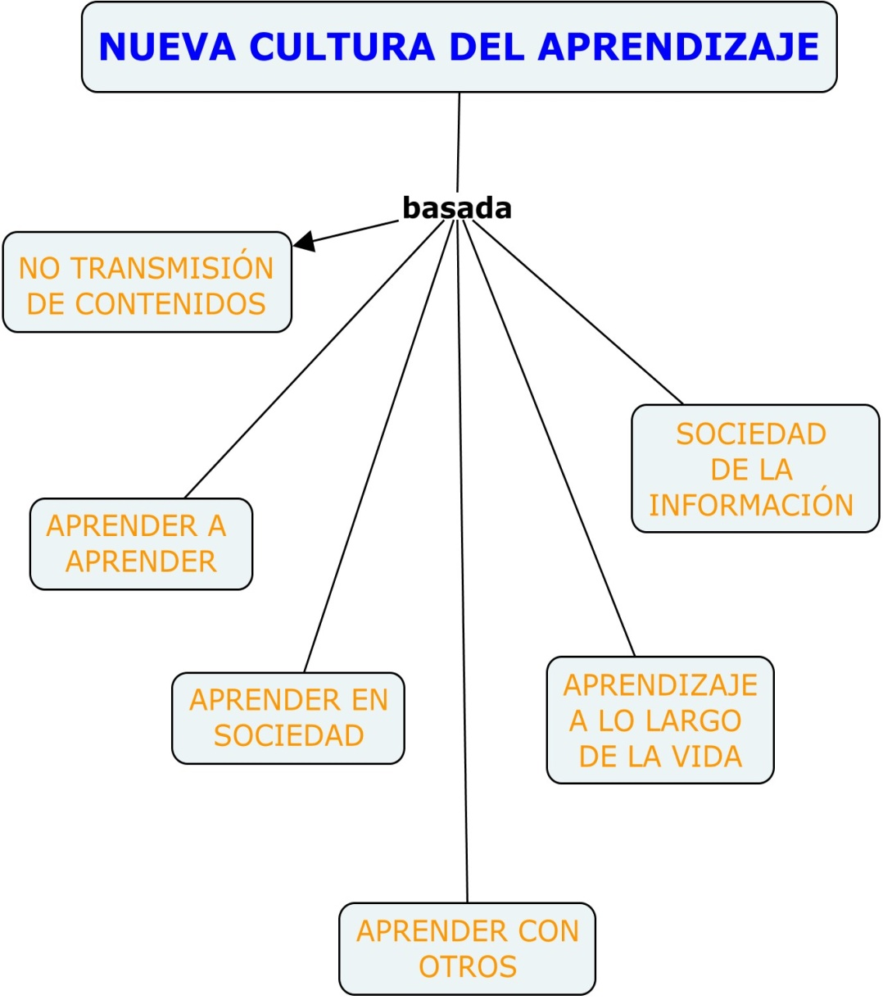 NUEVA CULTURA DEL APRENDIZAJE
basada
NO TRANSMISIÓN
DE CONTENIDOS
SOCIEDAD
DE LA
INFORMACIÓN
APRENDER A
APRENDER
APRENDER EN
SOCIEDAD
APRENDIZAJE
A LO LARGO
DE LA VIDA
APRENDER CON
OTROS